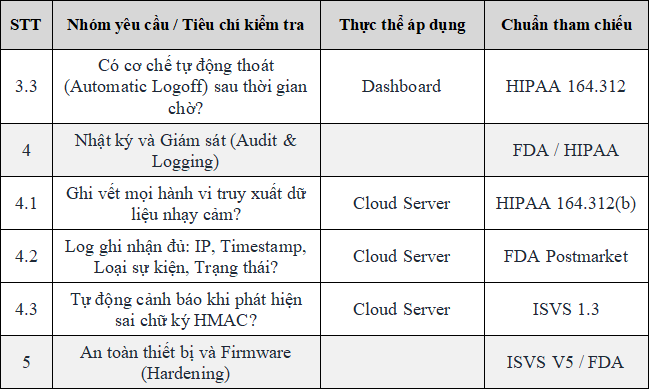 STT Nhóm yêu cầu / Tiêu chí kiểm tra Thực thể áp dụng Chuẩn tham chiếu
3.3 Có cơ chế tự động thoát (Automatic Logoff) sau thời gian chờ? Dashboard HIPAA 164.312
4 Nhật ký và Giám sát (Audit & Logging) FDA / HIPAA
4.1 Ghi vết mọi hành vi truy xuất dữ liệu nhạy cảm? Cloud Server HIPAA 164.312(b)
4.2 Log ghi nhận đủ: IP, Timestamp, Loại sự kiện, Trạng thái? Cloud Server FDA Postmarket
4.3 Tự động cảnh báo khi phát hiện sai chữ ký HMAC? Cloud Server ISVS 1.3
5 An toàn thiết bị và Firmware (Hardening) ISVS V5 / FDA